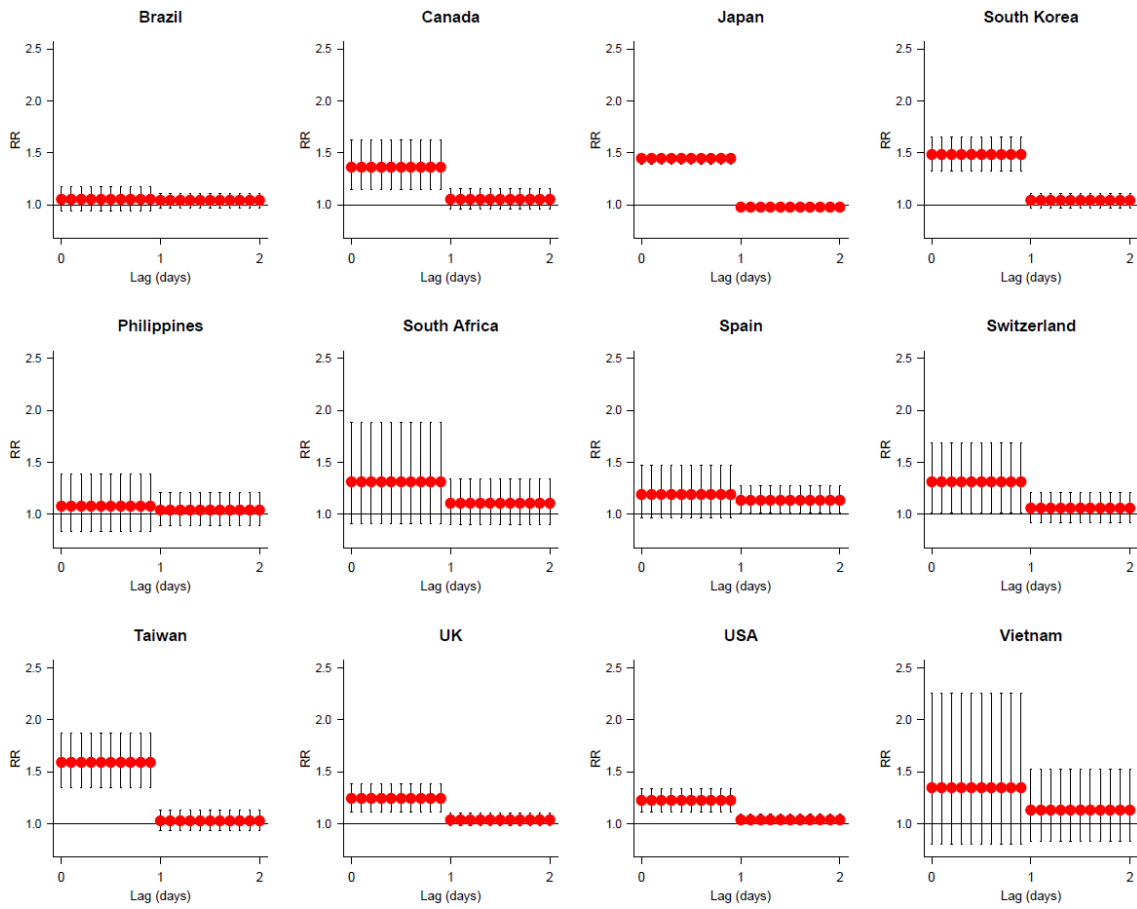 Brazil
Canada
Japan
South Korea
2.5
2.0
1.5
1.0
RR
0 1 2
Lag (days)
2.5
2.0
1.5
1.0
RR
0 1 2
Lag (days)
2.5
2.0
1.5
1.0
RR
0 1 2
Lag (days)
2.5
2.0
1.5
1.0
RR
0 1 2
Lag (days)
Philippines
South Africa
Spain
Switzerland
2.5
2.0
1.5
1.0
RR
0 1 2
Lag (days)
2.5
2.0
1.5
1.0
RR
0 1 2
Lag (days)
2.5
2.0
1.5
1.0
RR
0 1 2
Lag (days)
2.5
2.0
1.5
1.0
RR
0 1 2
Lag (days)
Taiwan
UK
USA
Vietnam
2.5
2.0
1.5
1.0
RR
0 1 2
Lag (days)
2.5
2.0
1.5
1.0
RR
0 1 2
Lag (days)
2.5
2.0
1.5
1.0
RR
0 1 2
Lag (days)
2.5
2.0
1.5
1.0
RR
0 1 2
Lag (days)